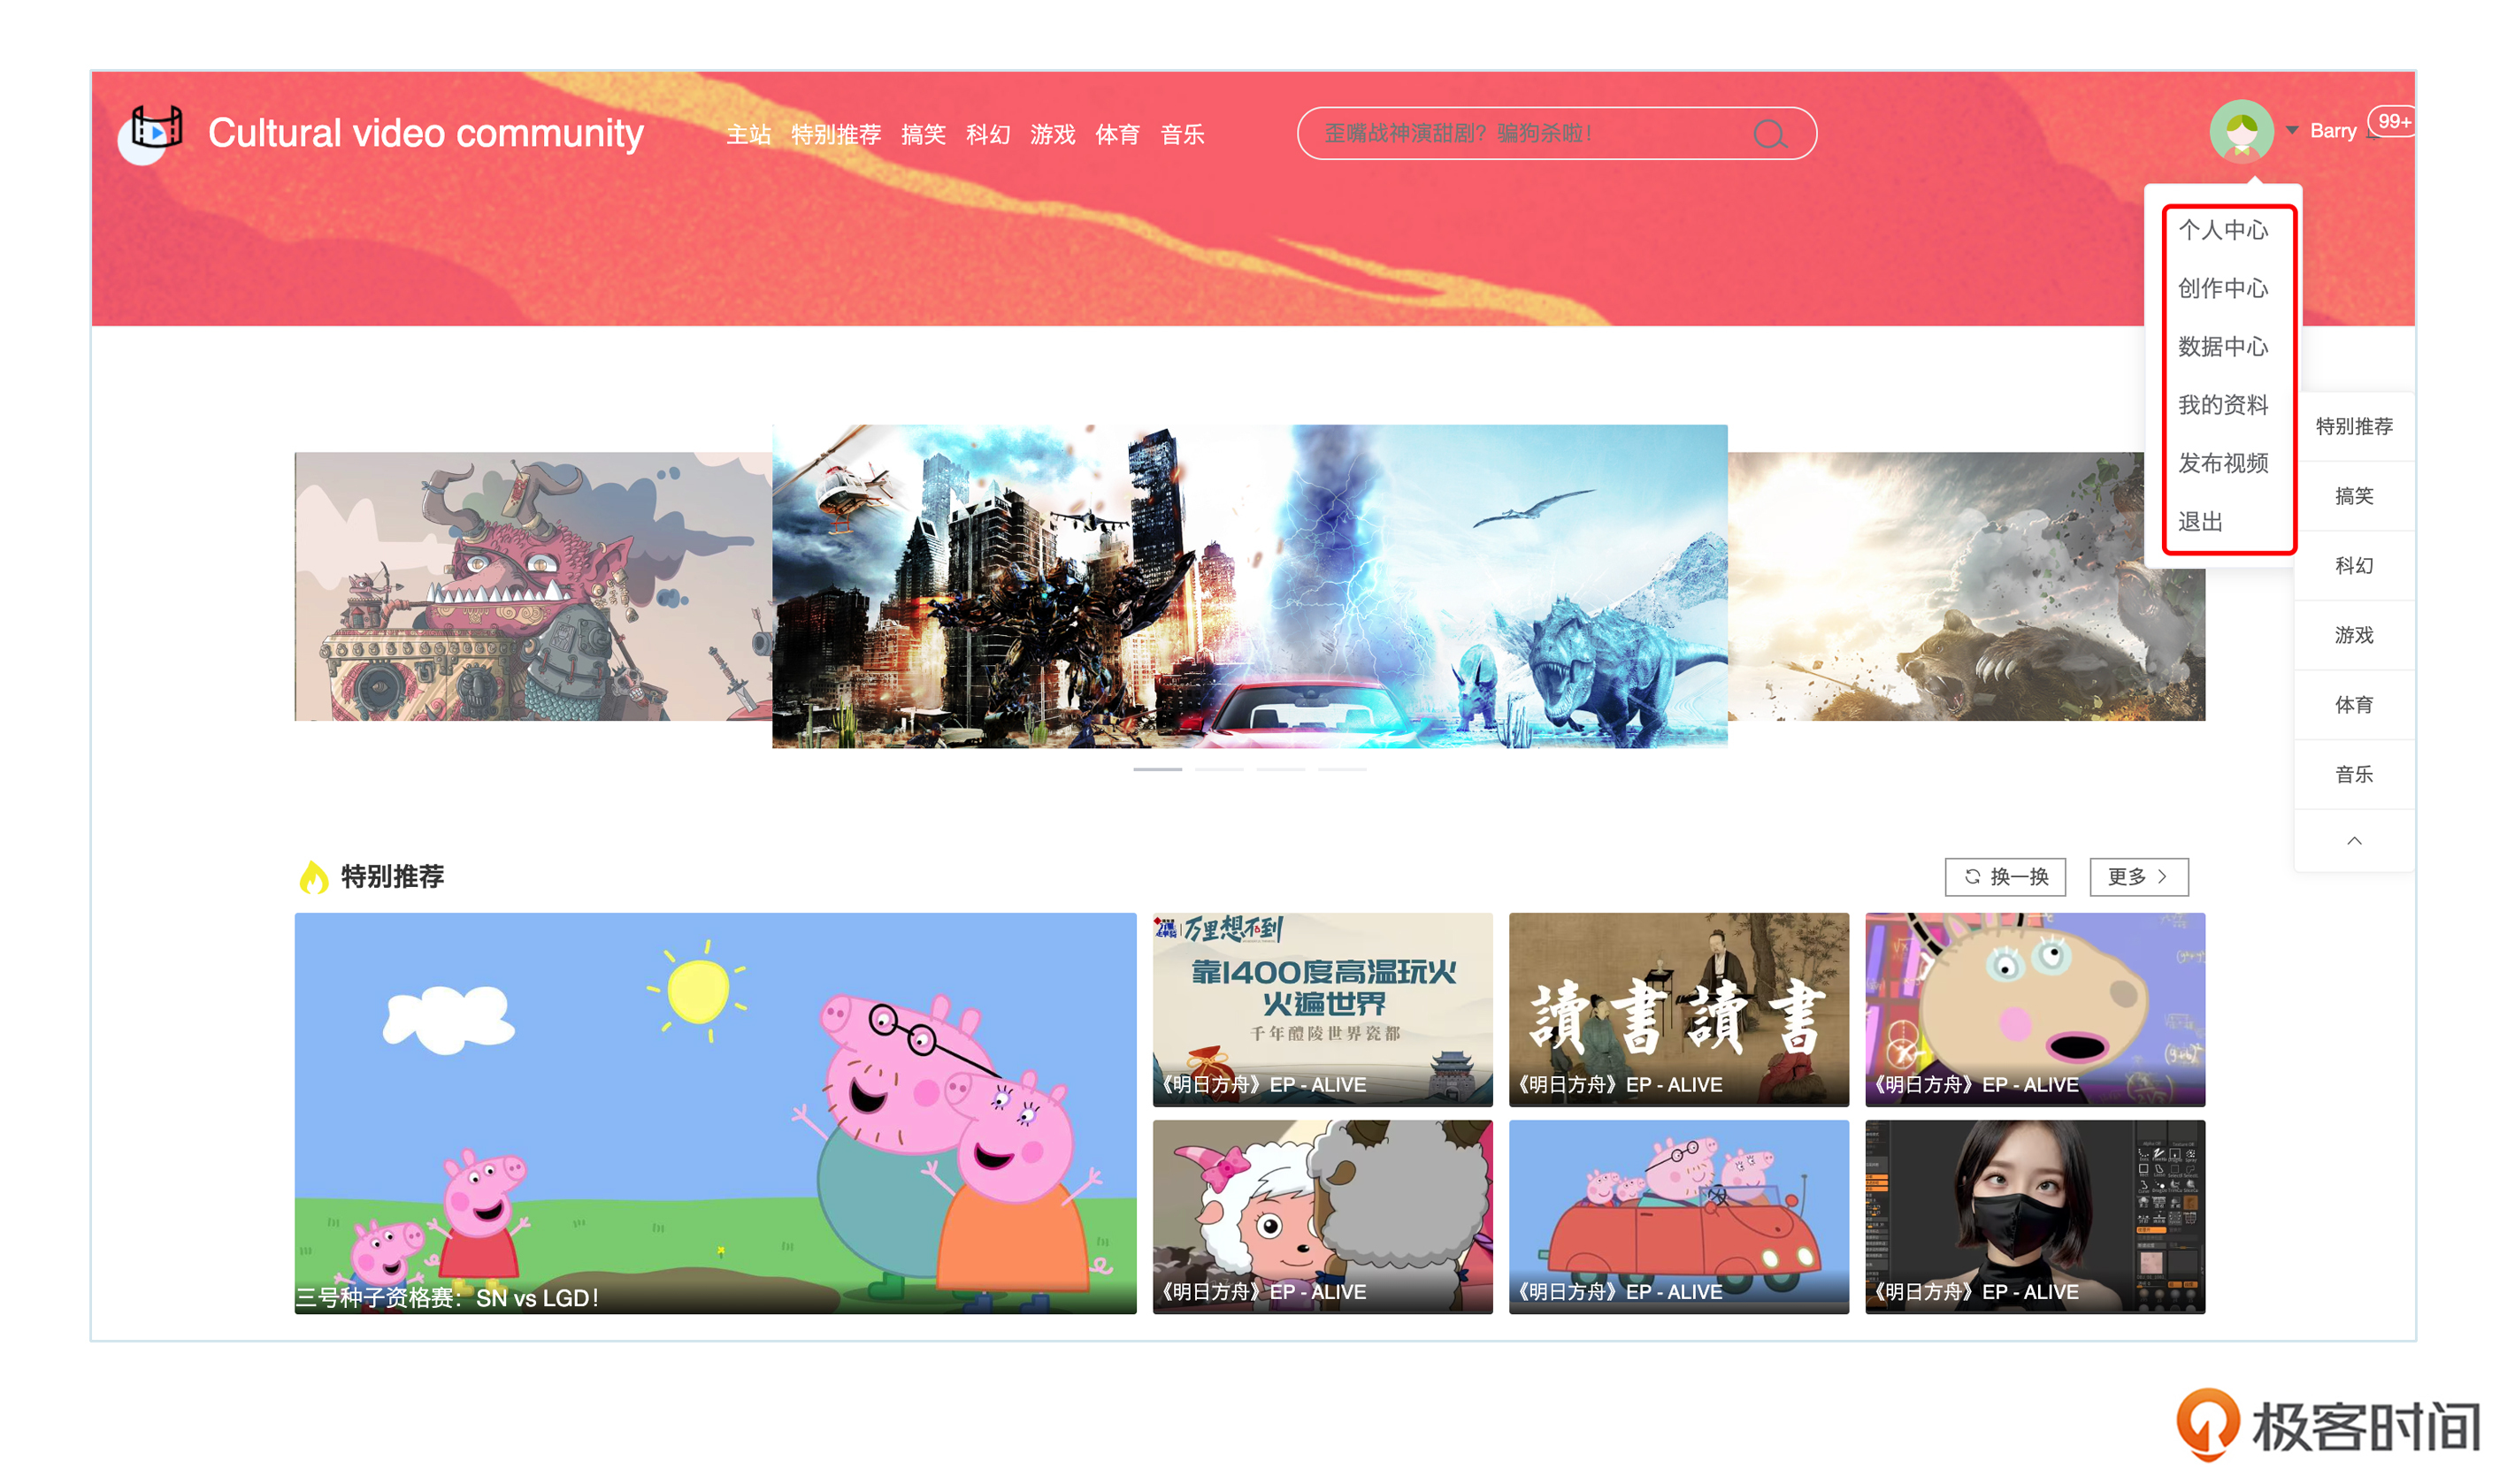 Cultural video community
主站 特别推荐 搞笑 科幻 游戏 体育 音乐
歪嘴战神演甜剧？骗狗杀啦！
Barry
99+
个人中心
创作中心
数据中心
我的资料
发布视频
退出
特别推荐
搞笑
科幻
游戏
体育
音乐
特别推荐
换一换
更多
三号种子资格赛：SN vs LGD！
万里想不到
靠1400度高温玩火
火遍世界
千年醴陵世界瓷都
《明日方舟》EP - ALIVE
讀書讀書
《明日方舟》EP - ALIVE
《明日方舟》EP - ALIVE
《明日方舟》EP - ALIVE
《明日方舟》EP - ALIVE
《明日方舟》EP - ALIVE
极客时间